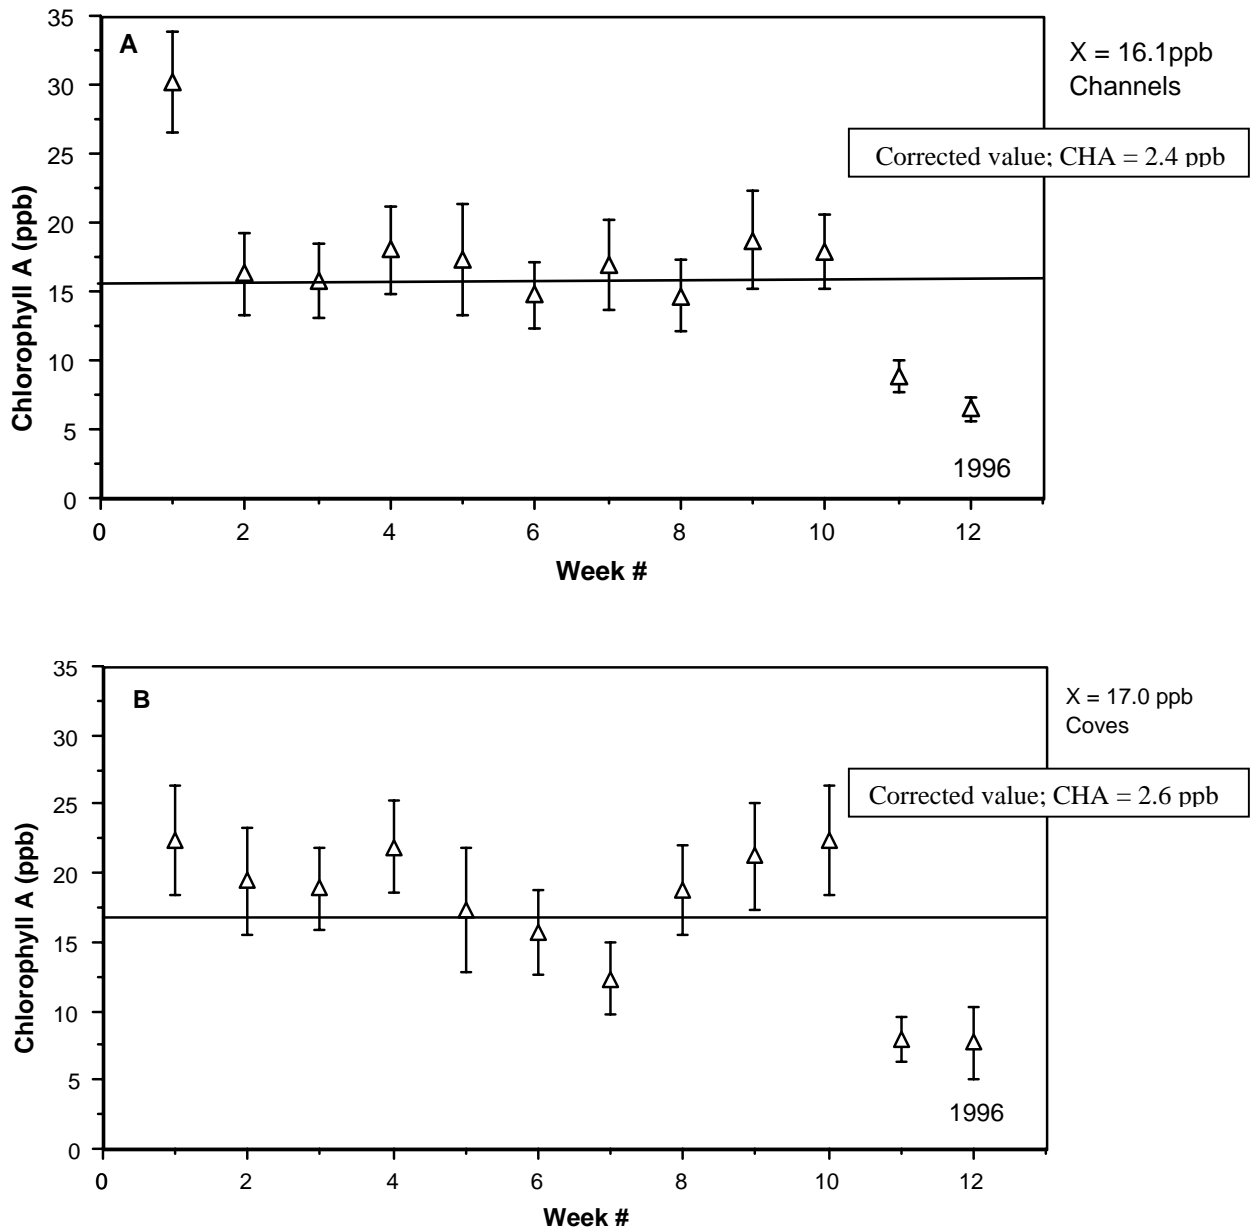 A
X = 16.1ppb
Channels
Corrected value; CHA = 2.4 ppb
Chlorophyll A (ppb)
35
30
25
20
15
10
5
0
1996
0 2 4 6 8 10 12
Week #
B
X = 17.0 ppb
Coves
Corrected value; CHA = 2.6 ppb
Chlorophyll A (ppb)
35
30
25
20
15
10
5
0
1996
0 2 4 6 8 10 12
Week #